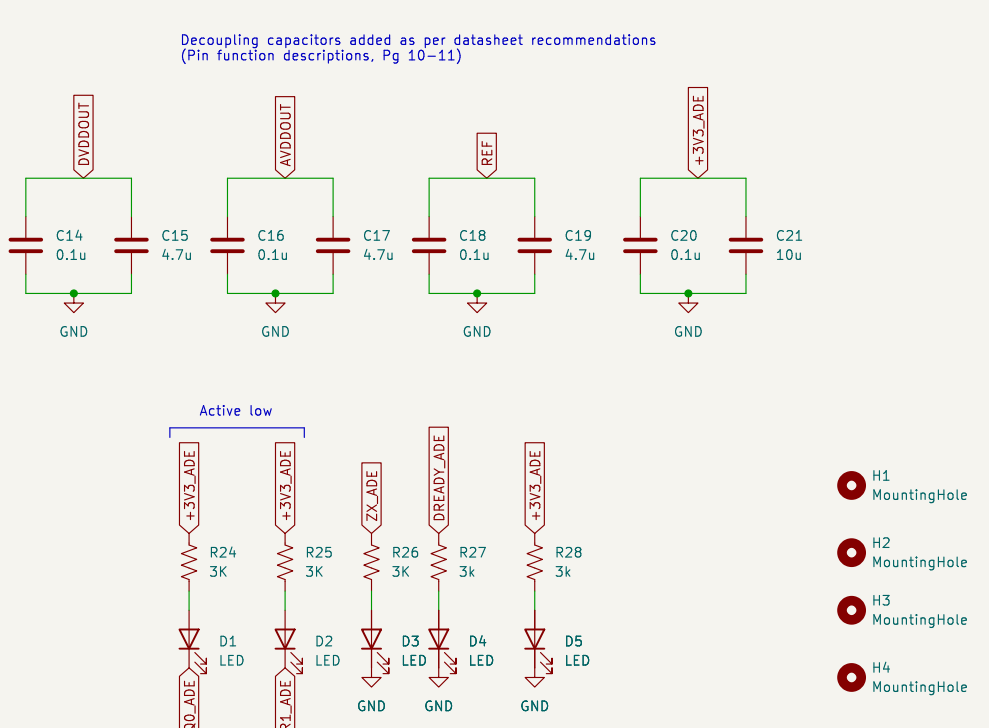 Decoupling capacitors added as per datasheet recommendations
(Pin function descriptions, Pg 10-11)
DVDDOUT
AVDDOUT
REF
+3V3_ADE
C14
0.1u
C15
4.7u
C16
0.1u
C17
4.7u
C18
0.1u
C19
4.7u
C20
0.1u
C21
10u
GND
GND
GND
GND
Active low
+3V3_ADE
+3V3_ADE
ZX_ADE
DREADY_ADE
+3V3_ADE
R24
3K
R25
3K
R26
3K
R27
3k
R28
3k
D1
LED
D2
LED
D3
LED
D4
LED
D5
LED
Q0_ADE
R1_ADE
GND
GND
GND
H1
MountingHole
H2
MountingHole
H3
MountingHole
H4
MountingHole